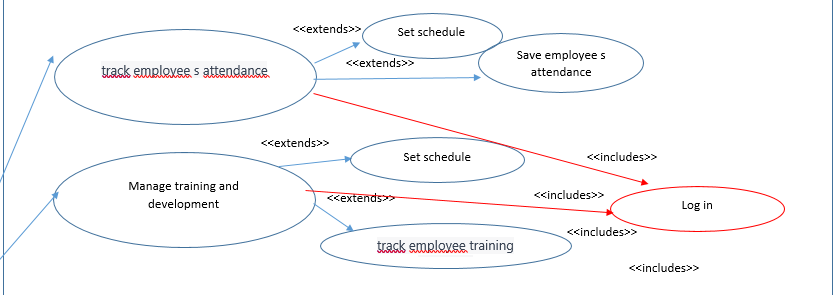 <<extends>>
Set schedule
<<extends>>
Save employee s
attendance
track employee s attendance
<<extends>>
Set schedule
<<includes>>
Manage training and
development
<<extends>>
<<includes>>
Log in
<<includes>>
track employee training
<<includes>>